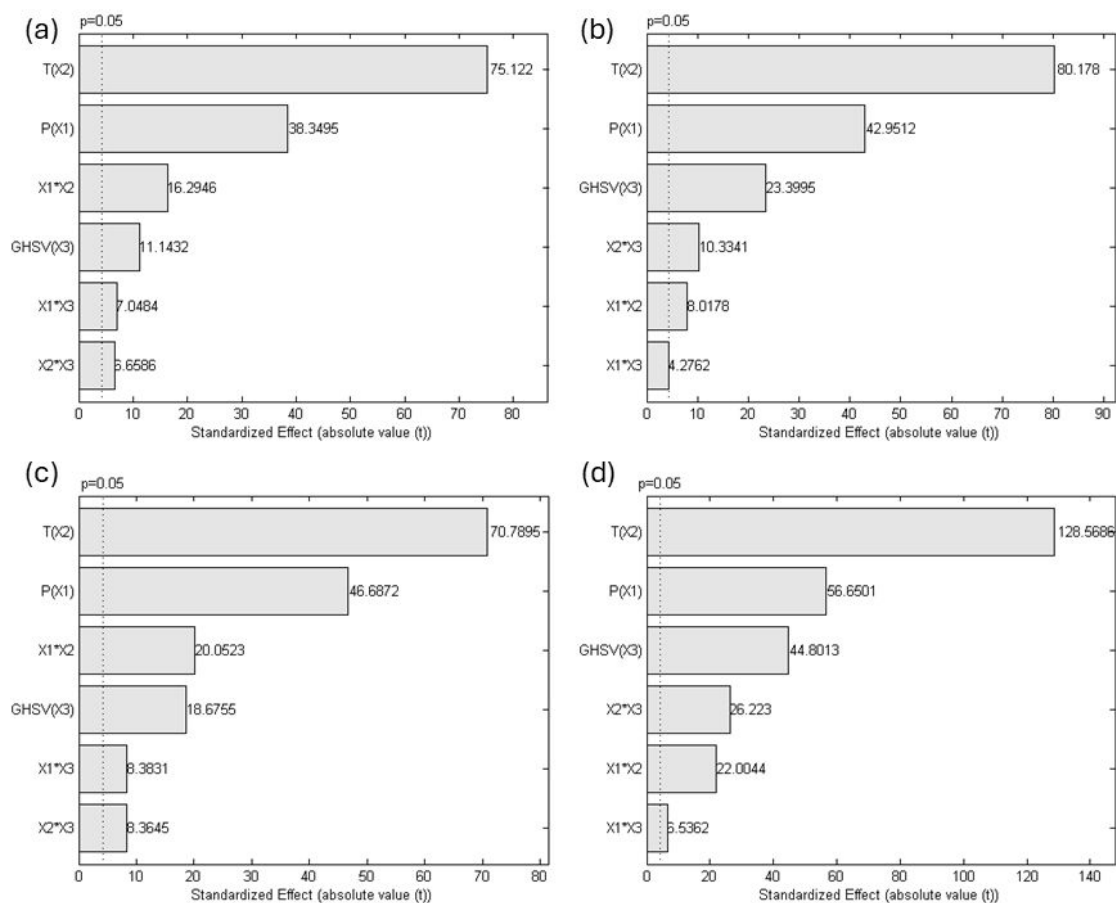 (a)
p=0.05
T(X2)
75.122
P(X1)
38.3495
X1*X2
16.2946
GHSV(X3)
11.1432
X1*X3
7.0484
X2*X3
6.6586
0 10 20 30 40 50 60 70 80
Standardized Effect (absolute value (t))
(b)
p=0.05
T(X2)
80.178
P(X1)
42.9512
GHSV(X3)
23.3995
X2*X3
10.3341
X1*X2
8.0178
X1*X3
4.2762
0 10 20 30 40 50 60 70 80 90
Standardized Effect (absolute value (t))
(c)
p=0.05
T(X2)
70.7895
P(X1)
46.6872
X1*X2
20.0523
GHSV(X3)
18.6755
X1*X3
8.3831
X2*X3
8.3645
0 10 20 30 40 50 60 70 80
Standardized Effect (absolute value (t))
(d)
p=0.05
T(X2)
128.5686
P(X1)
56.6501
GHSV(X3)
44.8013
X2*X3
26.223
X1*X2
22.0044
X1*X3
6.5362
0 20 40 60 80 100 120 140
Standardized Effect (absolute value (t))